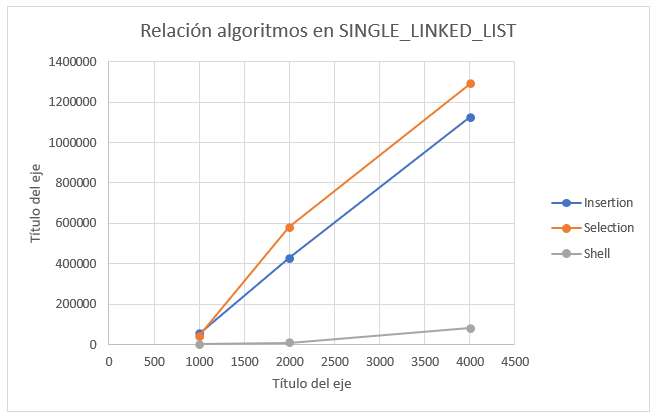 Relación algoritmos en SINGLE_LINKED_LIST
1400000
1200000
1000000
800000
600000
400000
200000
0
Título del eje
0 500 1000 1500 2000 2500 3000 3500 4000 4500
Título del eje
Insertion
Selection
Shell